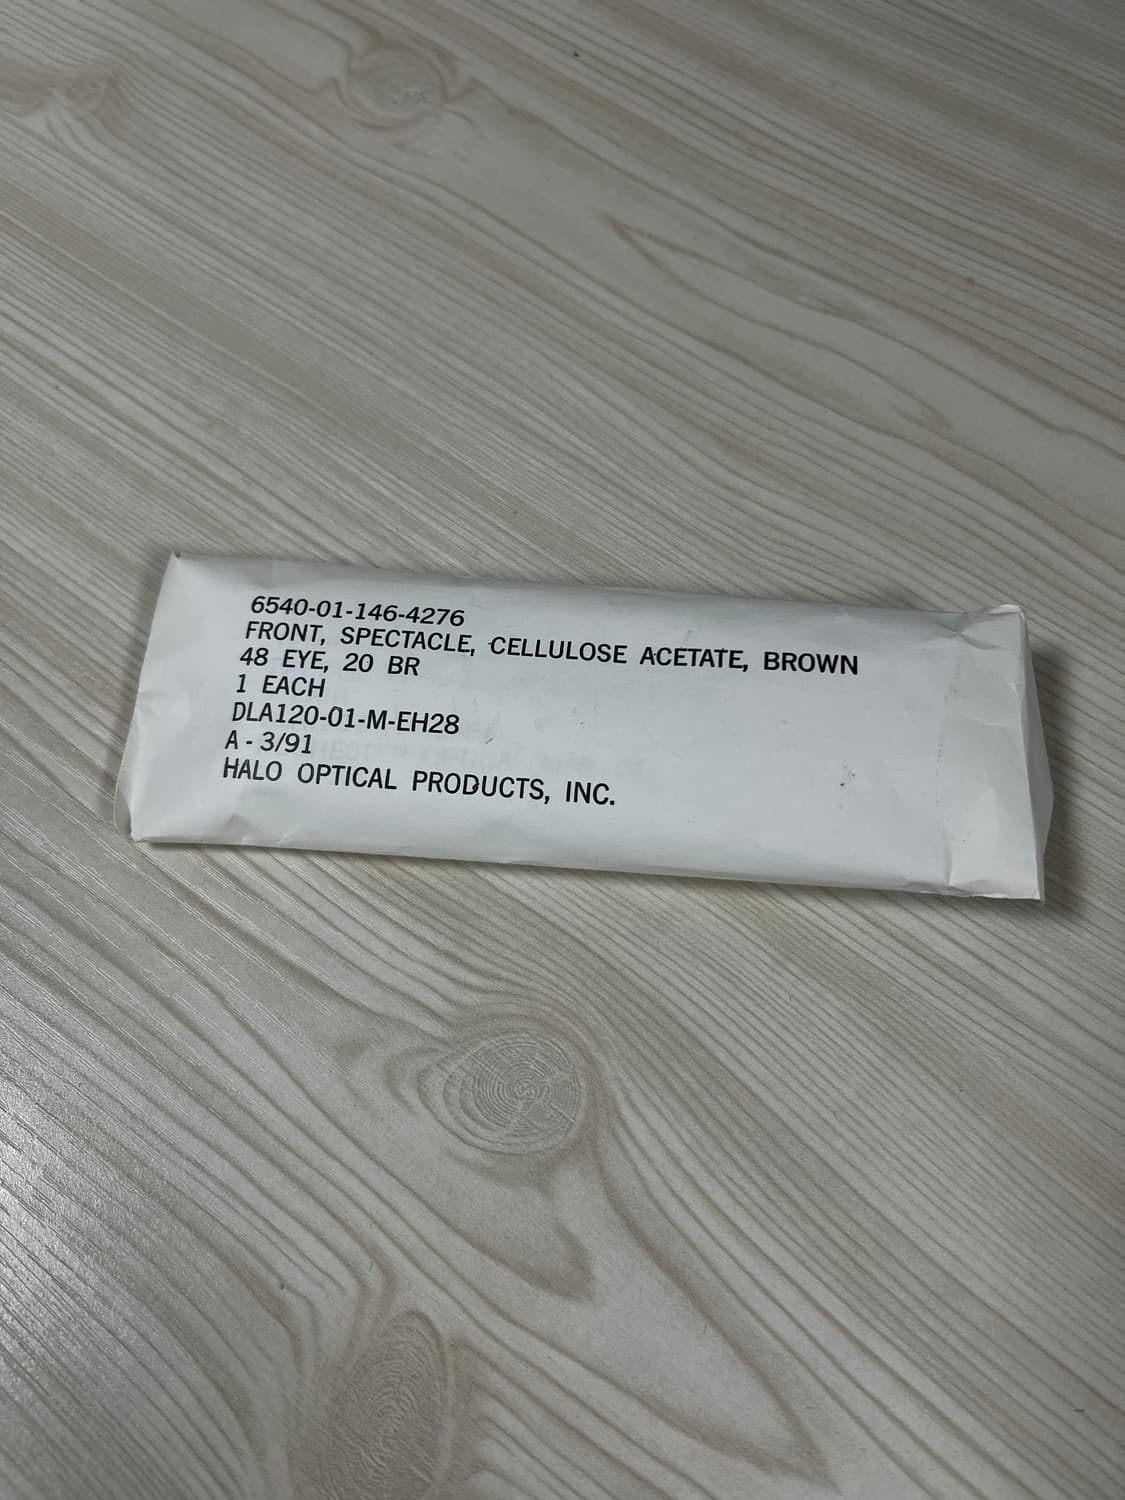 6540-01-146-4276
FRONT, SPECTACLE, CELLULOSE ACETATE, BROWN
48 EYE, 20 BR
1 EACH
DLA120-01-M-EH28
A - 3/91
HALO OPTICAL PRODUCTS, INC.